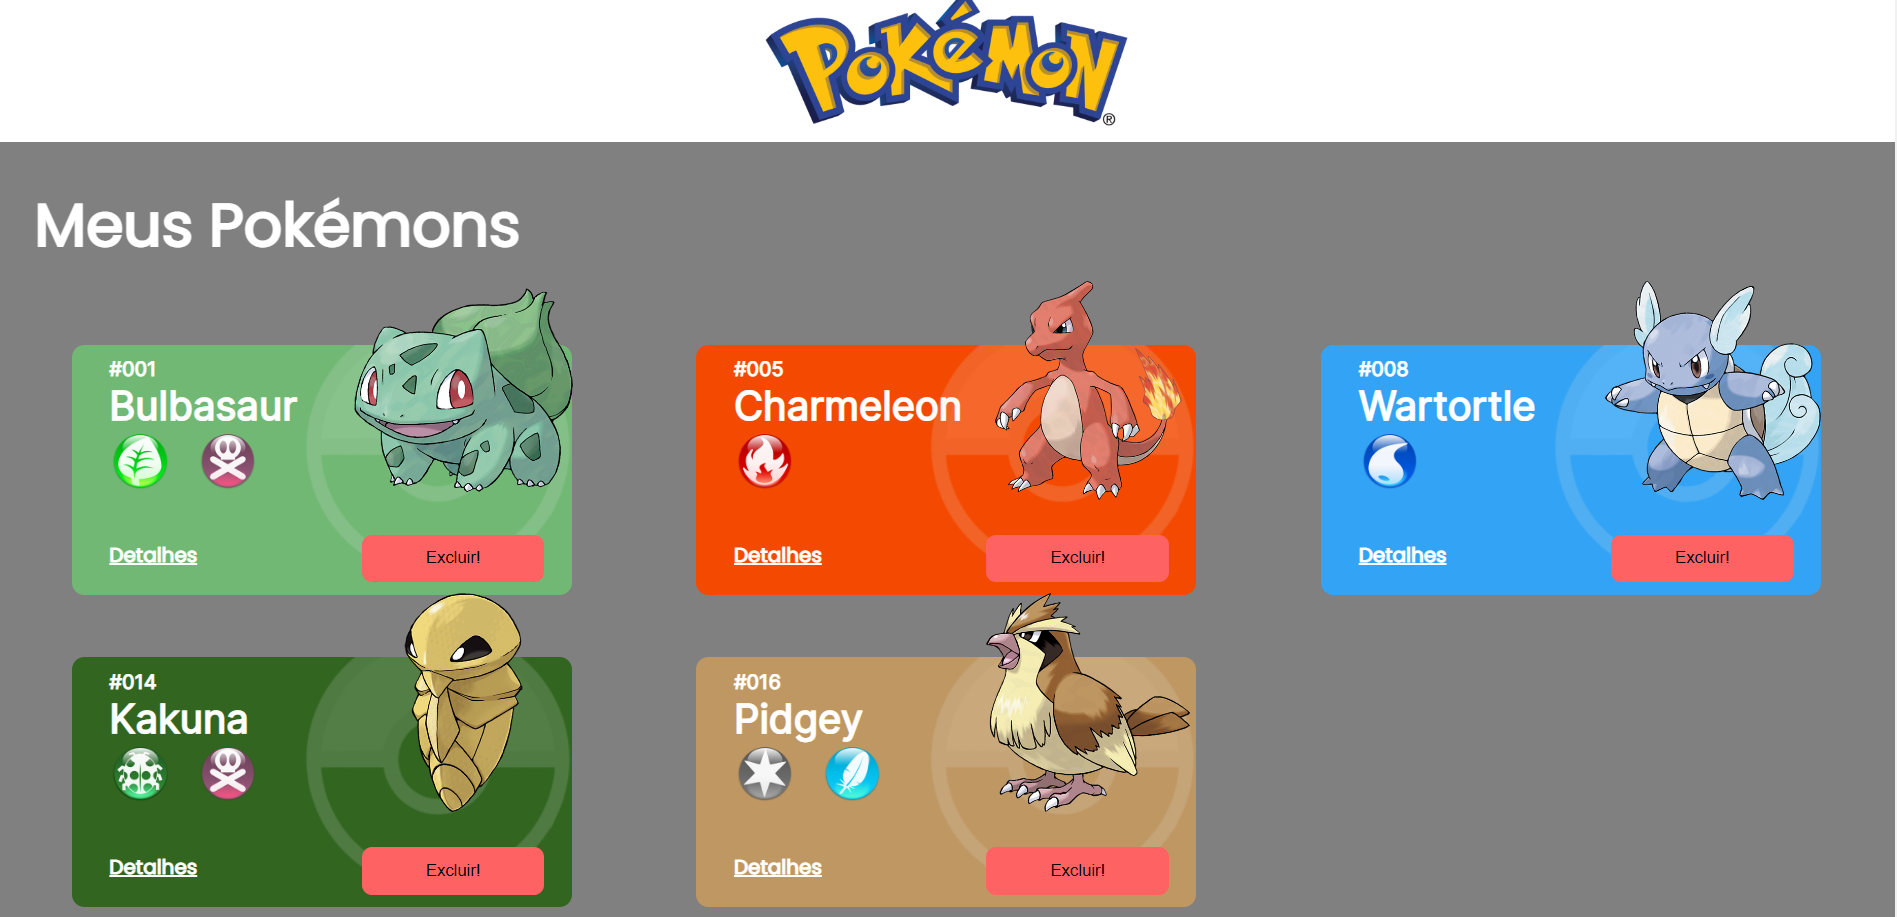 Pokémon®
Meus Pokémons
#001
Bulbasaur
Detalhes
Excluir!
#005
Charmeleon
Detalhes
Excluir!
#008
Wartortle
Detalhes
Excluir!
#014
Kakuna
Detalhes
Excluir!
#016
Pidgey
Detalhes
Excluir!